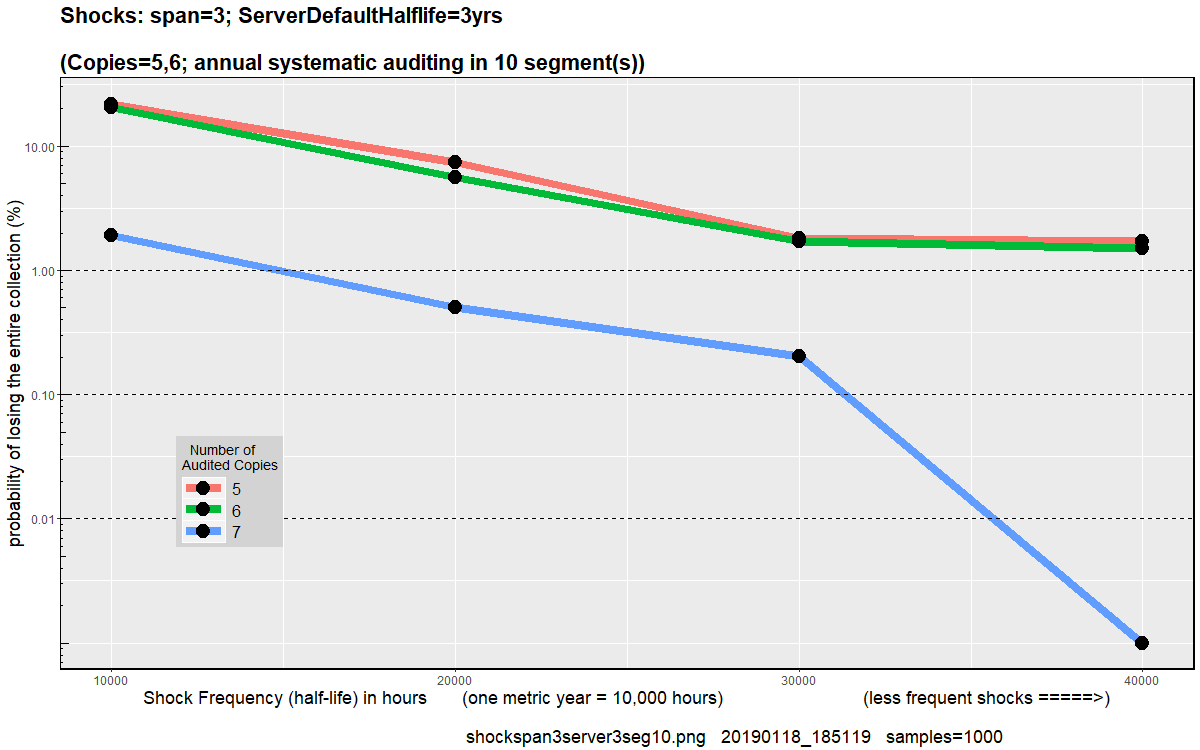 Shocks: span=3; ServerDefaultHalflife=3yrs
(Copies=5,6; annual systematic auditing in 10 segment(s))
probability of losing the entire collection (%)
10.00
1.00
0.10
0.01
Number of
Audited Copies
5
6
7
10000 20000 30000 40000
Shock Frequency (half-life) in hours (one metric year = 10,000 hours) (less frequent shocks =====>)
shockspan3server3seg10.png 20190118_185119 samples=1000